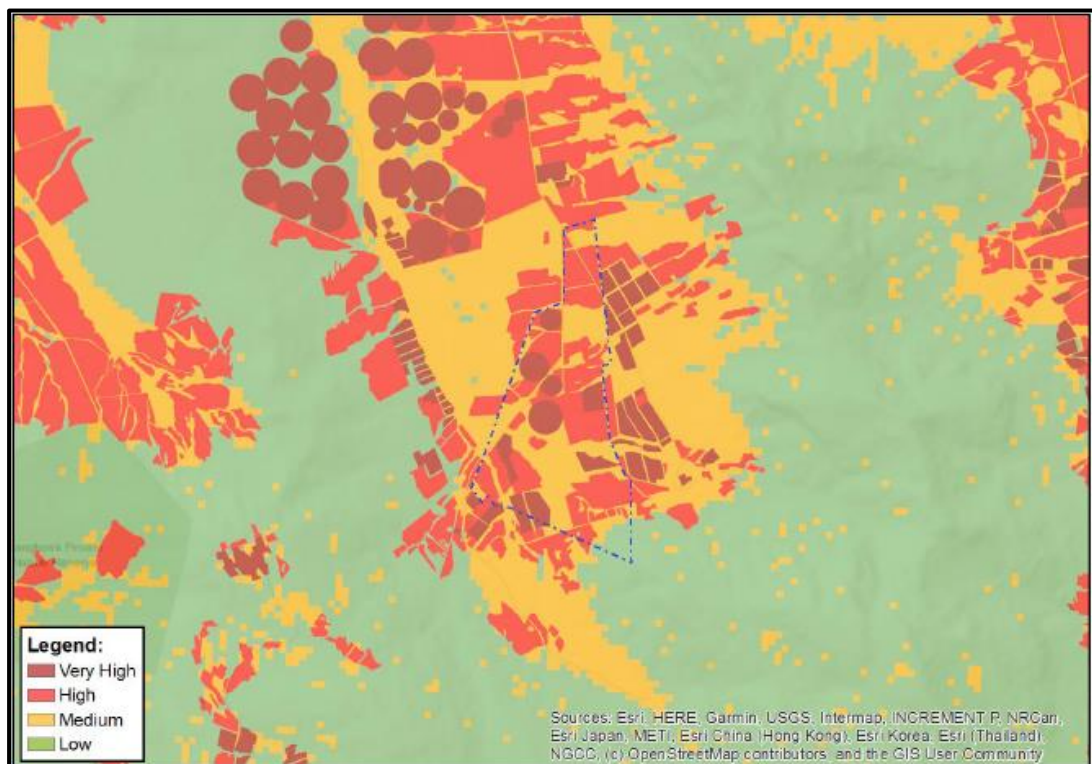 Legend:
Very High
High
Medium
Low
Sources: Esri, HERE, Garmin, USGS, Intermap, INCREMENT P, NRCan,
Esri Japan, METI, Esri China (Hong Kong), Esri Korea, Esri (Thailand),
NGCC, (c) OpenStreetMap contributors, and the GIS User Community